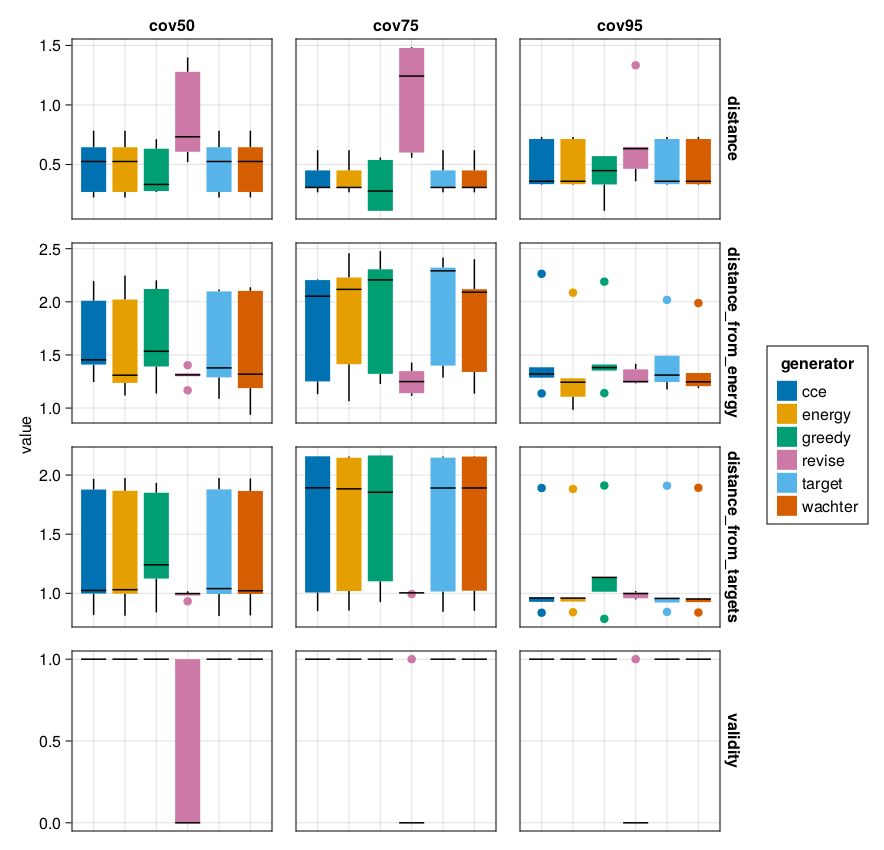 cov50 cov75 cov95
1.5
1.0
0.5
distance
2.5
2.0
1.5
1.0
distance_from_energy
value
2.0
1.5
1.0
distance_from_targets
1.0
0.5
0.0
validity
generator
cce
energy
greedy
revise
target
wachter